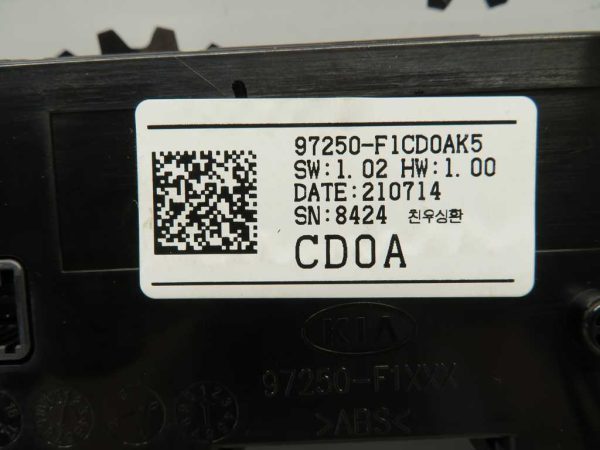 97250-F1CD0AK5
SW:1.02 HW:1.00
DATE:210714
SN:8424 친우싱환
CD0A
KIA
97250-F1XXX
>ABS<